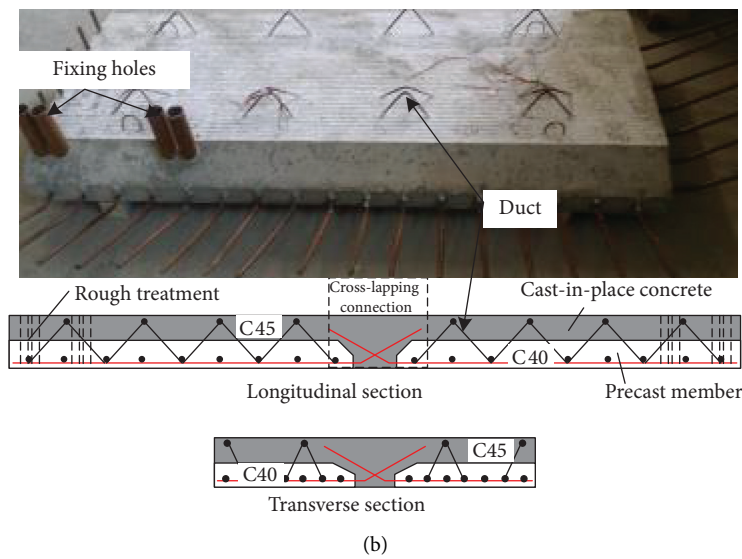 Fixing holes
Duct
Cross-lapping
connection
Rough treatment
Cast-in-place concrete
C45
C40
Longitudinal section
Precast member
C45
C40
Transverse section
(b)